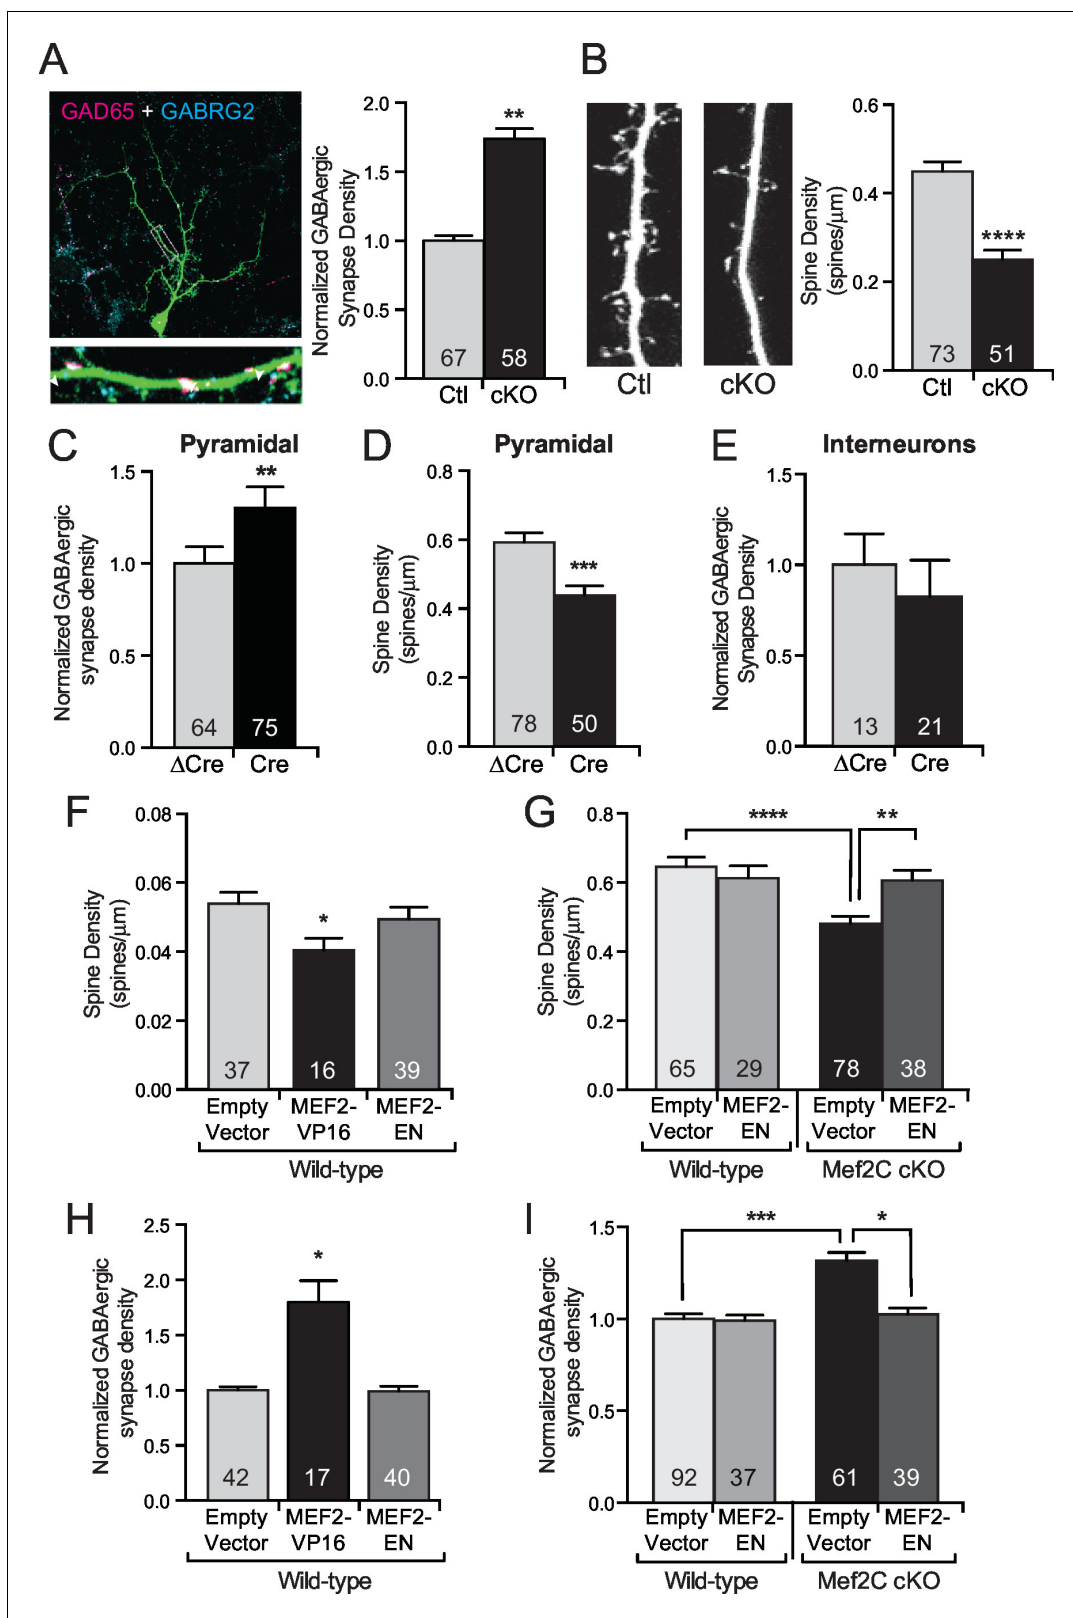 A
GAD65 + GABRG2
Normalized GABAergic
Synapse Density
2.0
**
1.5
1.0
0.5
0.0
67
58
Ctl
cKO
B
Ctl
cKO
Spine Density
(spines/µm)
0.6
0.4
****
0.2
0.0
73
51
Ctl
cKO
C
Pyramidal
Normalized GABAergic
synapse density
1.5
**
1.0
0.5
0.0
64
75
ΔCre
Cre
D
Pyramidal
Spine Density
(spines/µm)
0.8
0.6
***
0.4
0.2
0.0
78
50
ΔCre
Cre
E
Interneurons
Normalized GABAergic
Synapse Density
1.5
1.0
0.5
0.0
13
21
ΔCre
Cre
F
Spine Density
(spines/µm)
0.08
0.06
*
0.04
0.02
0.00
37
16
39
Empty
Vector
MEF2-
VP16
MEF2-
EN
Wild-type
G
Spine Density
(spines/µm)
0.8
****
**
0.6
0.4
0.2
0.0
65
29
78
38
Empty
Vector
MEF2-
EN
Empty
Vector
MEF2-
EN
Wild-type
Mef2C cKO
H
Normalized GABAergic
synapse density
2.5
*
2.0
1.5
1.0
0.5
0.0
42
17
40
Empty
Vector
MEF2-
VP16
MEF2-
EN
Wild-type
I
Normalized GABAergic
synapse density
1.5
***
*
1.0
0.5
0.0
92
37
61
39
Empty
Vector
MEF2-
EN
Empty
Vector
MEF2-
EN
Wild-type
Mef2C cKO